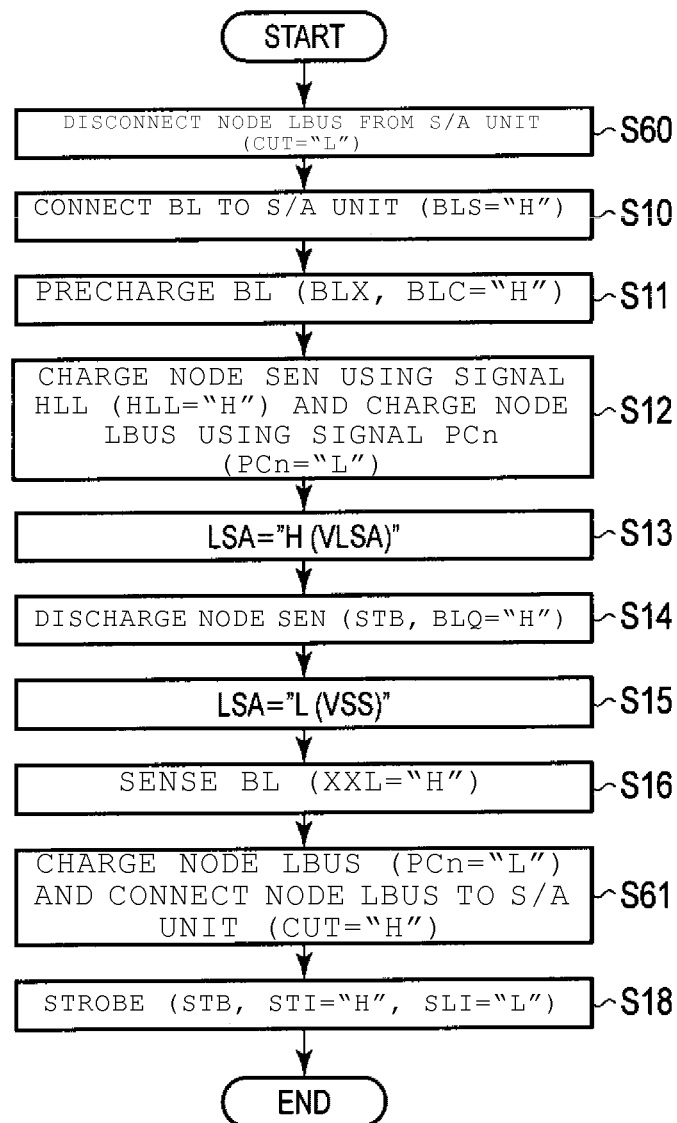 START
DISCONNECT NODE LBUS FROM S/A UNIT
(CUT="L")
S60
CONNECT BL TO S/A UNIT (BLS="H")
S10
PRECHARGE BL (BLX, BLC="H")
S11
CHARGE NODE SEN USING SIGNAL
HLL (HLL="H") AND CHARGE NODE
LBUS USING SIGNAL PCn
(PCn="L")
S12
LSA="H (VLSA)"
S13
DISCHARGE NODE SEN (STB, BLQ="H")
S14
LSA="L (VSS)"
S15
SENSE BL (XXL="H")
S16
CHARGE NODE LBUS (PCn="L")
AND CONNECT NODE LBUS TO S/A
UNIT (CUT="H")
S61
STROBE (STB, STI="H", SLI="L")
S18
END